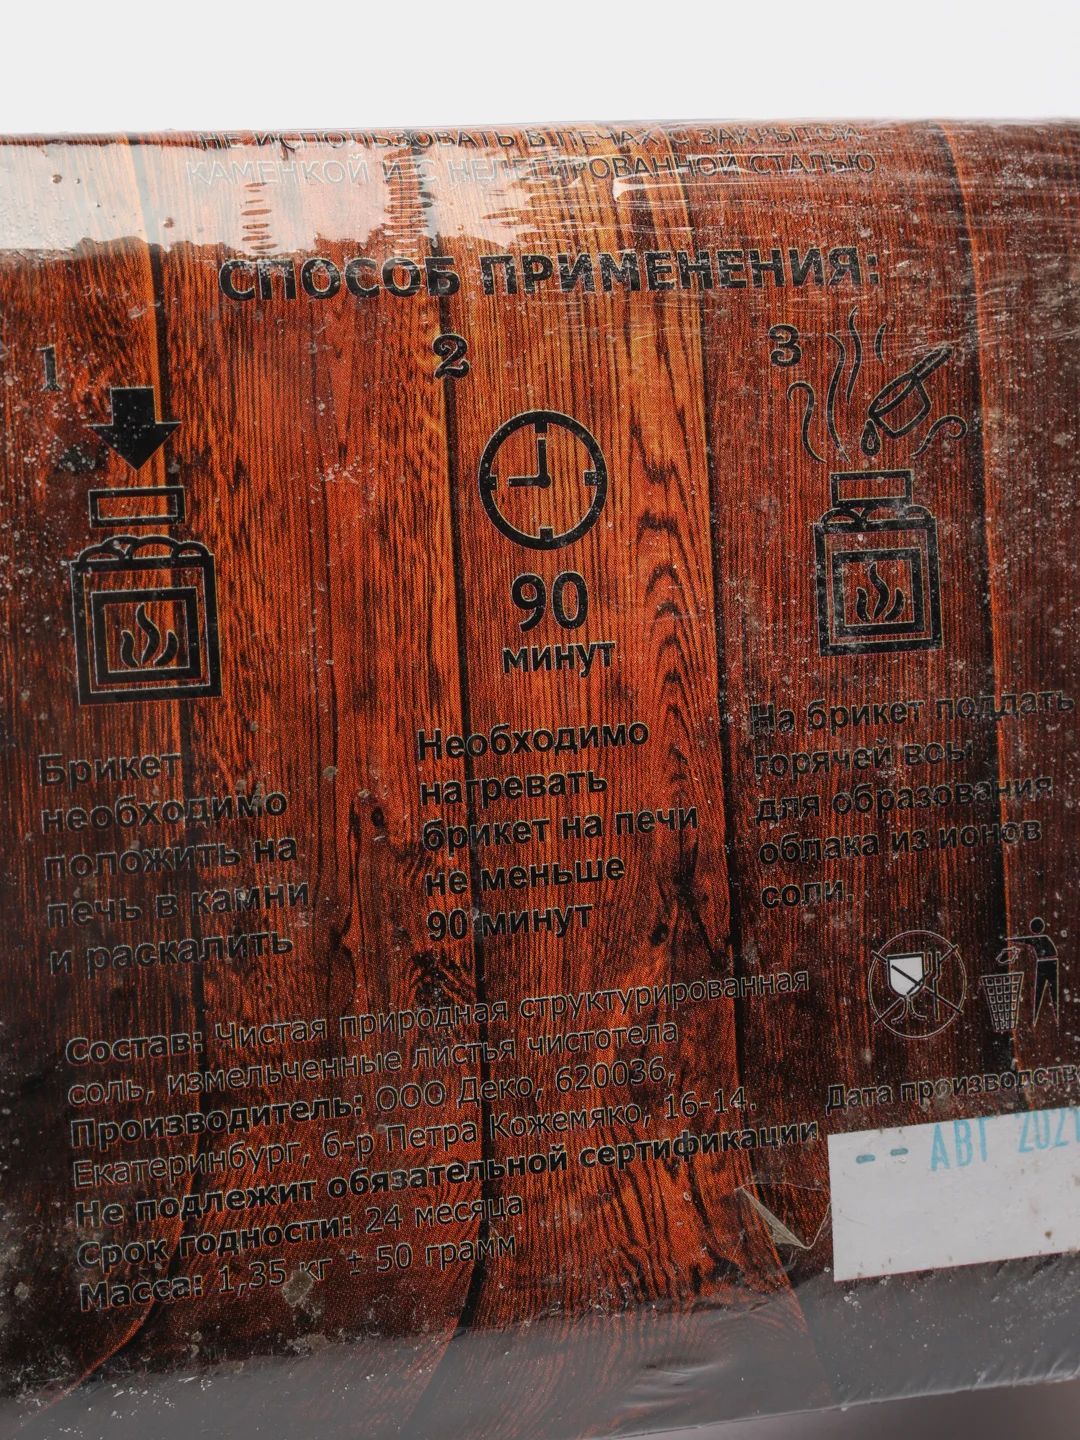 НЕ ИСПОЛЬЗОВАТЬ В ПЕЧАХ С ЗАКРЫТОЙ
КАМЕНКОЙ И С НЕЛЕГИРОВАННОЙ СТАЛЬЮ
СПОСОБ ПРИМЕНЕНИЯ:
1
Брикет
необходимо
положить на
печь в камни
и раскалить
2
90
минут
Необходимо
нагревать
брикет на печи
не меньше
90 минут
3
На брикет поддать
горячей
для образования
облака из ионов
соли.
Состав: Чистая природная структурированная
соль, измельченные листья чистотела
Производитель: ООО Деко, 620036,
Екатеринбург, б-р Петра Кожемяко, 16-14.
Не подлежит обязательной сертификации
Срок годности: 24 месяца
Масса: 1,35 кг ± 50 грамм
Дата производств
-- АВГ 2021